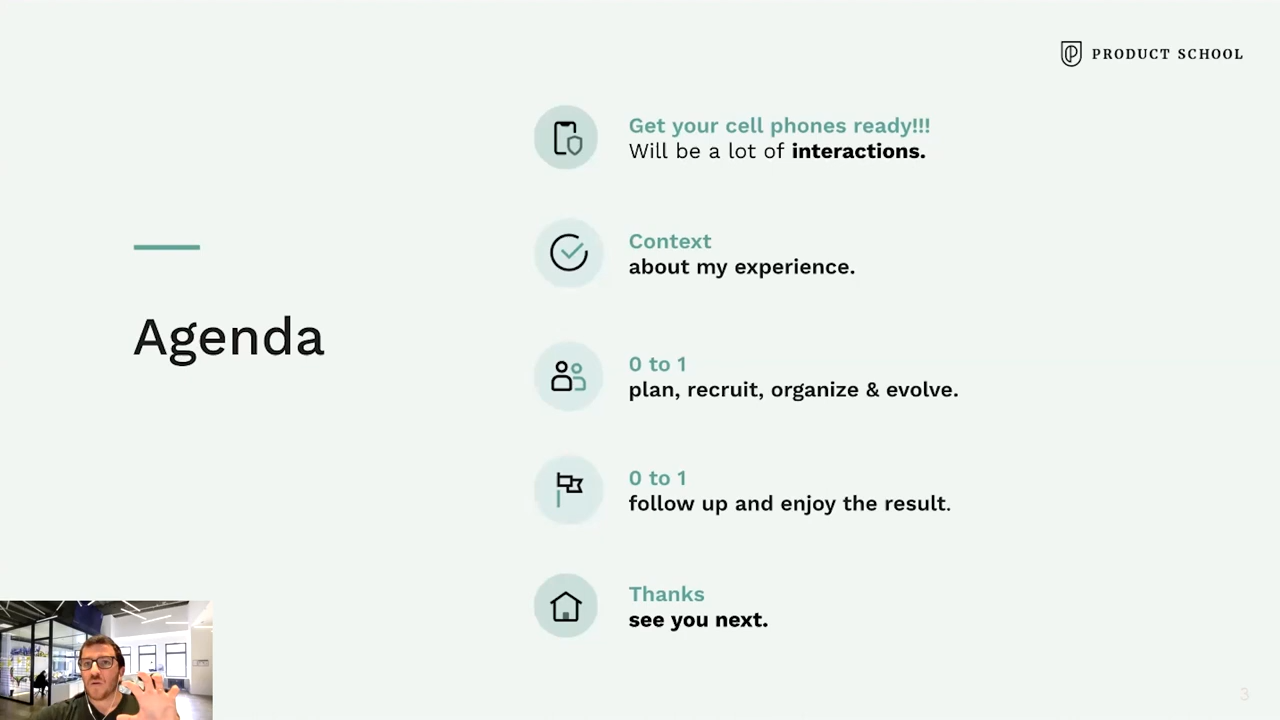 PRODUCT SCHOOL
Agenda
Get your cell phones ready!!!
Will be a lot of interactions.
Context
about my experience.
0 to 1
plan, recruit, organize & evolve.
0 to 1
follow up and enjoy the result.
Thanks
see you next.
3